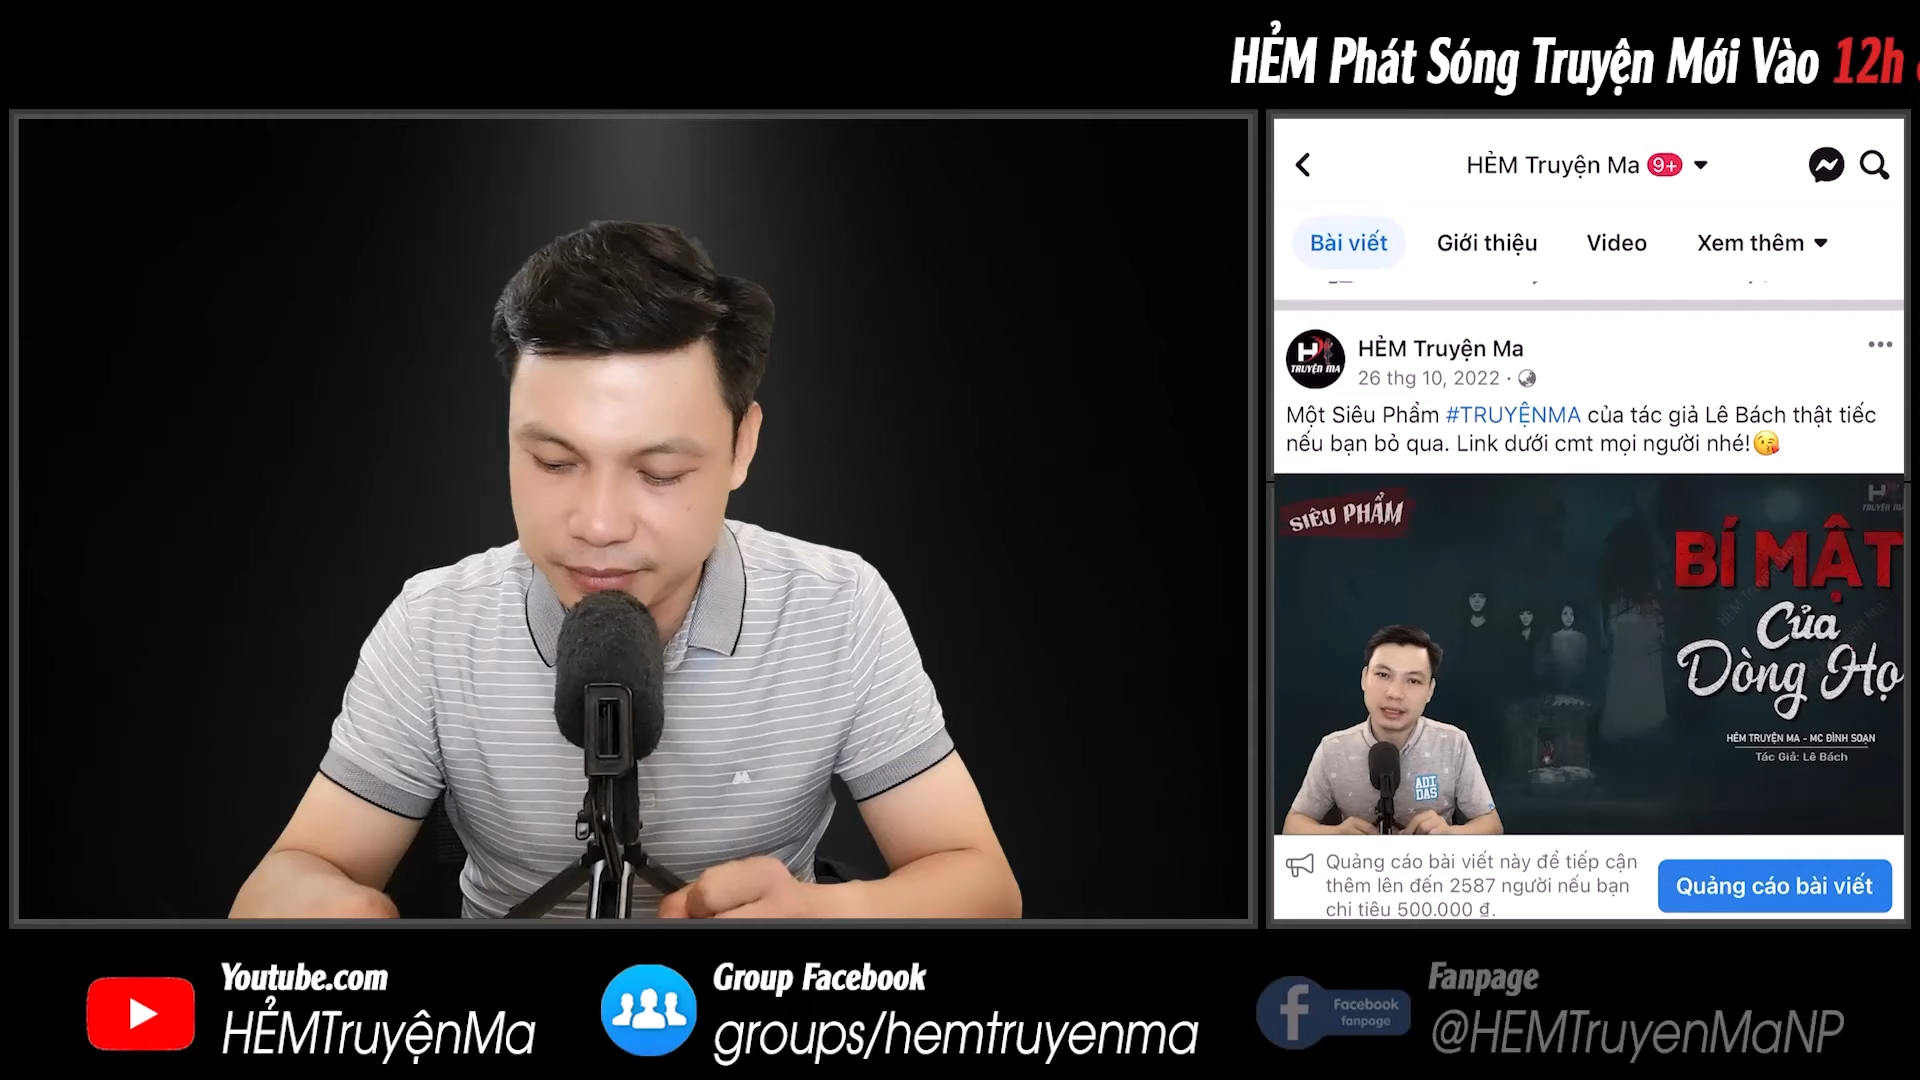 HẺM Phát Sóng Truyện Mới Vào 12h
HẺM Truyện Ma 9+
Bài viết Giới thiệu Video Xem thêm
HẺM Truyện Ma
26 thg 10, 2022 ·
Một Siêu Phẩm #TRUYỆNMA của tác giả Lê Bách thật tiếc
nếu bạn bỏ qua. Link dưới cmt mọi người nhé!😘
SIÊU PHẨM
BÍ MẬT
Của
Dòng Họ
HẺM TRUYỆN MA - MC ĐÌNH SOẠN
Tác Giả: Lê Bách
ADI
DAS
Quảng cáo bài viết này để tiếp cận
thêm lên đến 2587 người nếu bạn
chi tiêu 500.000 ₫.
Quảng cáo bài viết
Youtube.com
HẺMTruyệnMa
Group Facebook
groups/hemtruyenma
Facebook
fanpage
Fanpage
@HEMTruyenMaNP